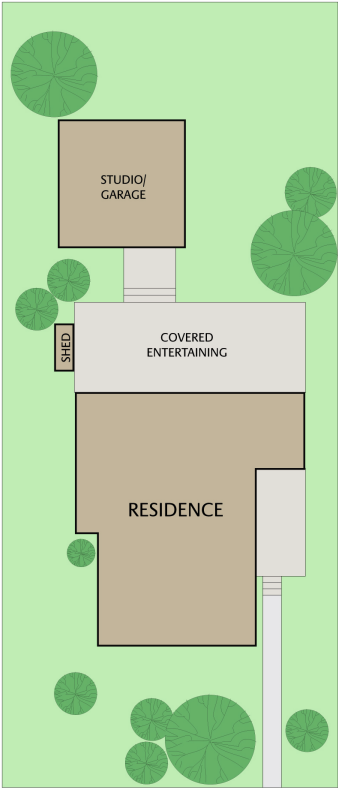 STUDIO/
GARAGE
COVERED
ENTERTAINING
SHED
RESIDENCE